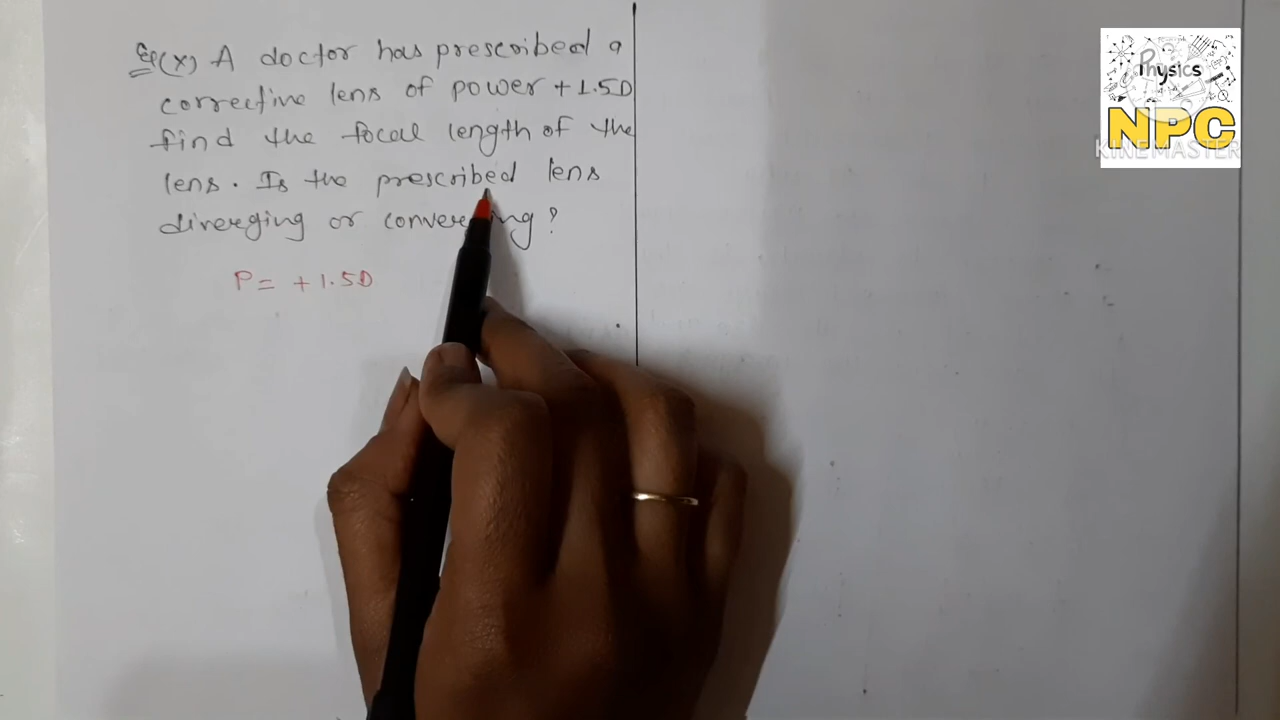 (x) A doctor has prescribed a
corrective lens of power +1.5D
find the focal length of the
lens. Is the prescribed lens
diverging or converging?
P = +1.5D
Physics
NPC
KINEMASTER